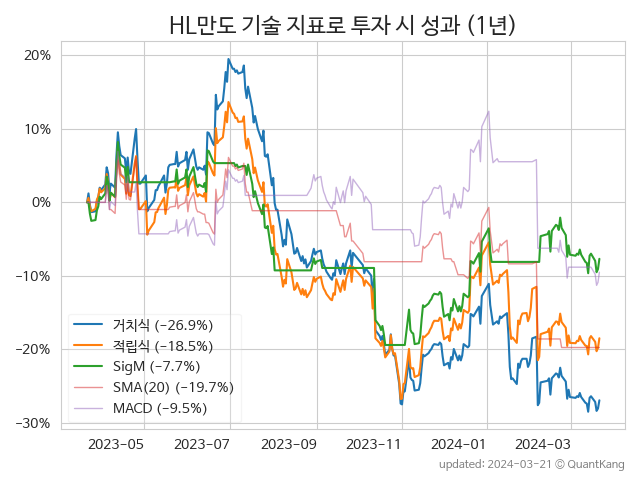 HL만도 기술 지표로 투자 시 성과 (1년)
20%
10%
0%
−10%
−20%
−30%
거치식 (−26.9%)
적립식 (−18.5%)
SigM (−7.7%)
SMA(20) (−19.7%)
MACD (−9.5%)
2023-05 2023-07 2023-09 2023-11 2024-01 2024-03
updated: 2024-03-21 © QuantKang